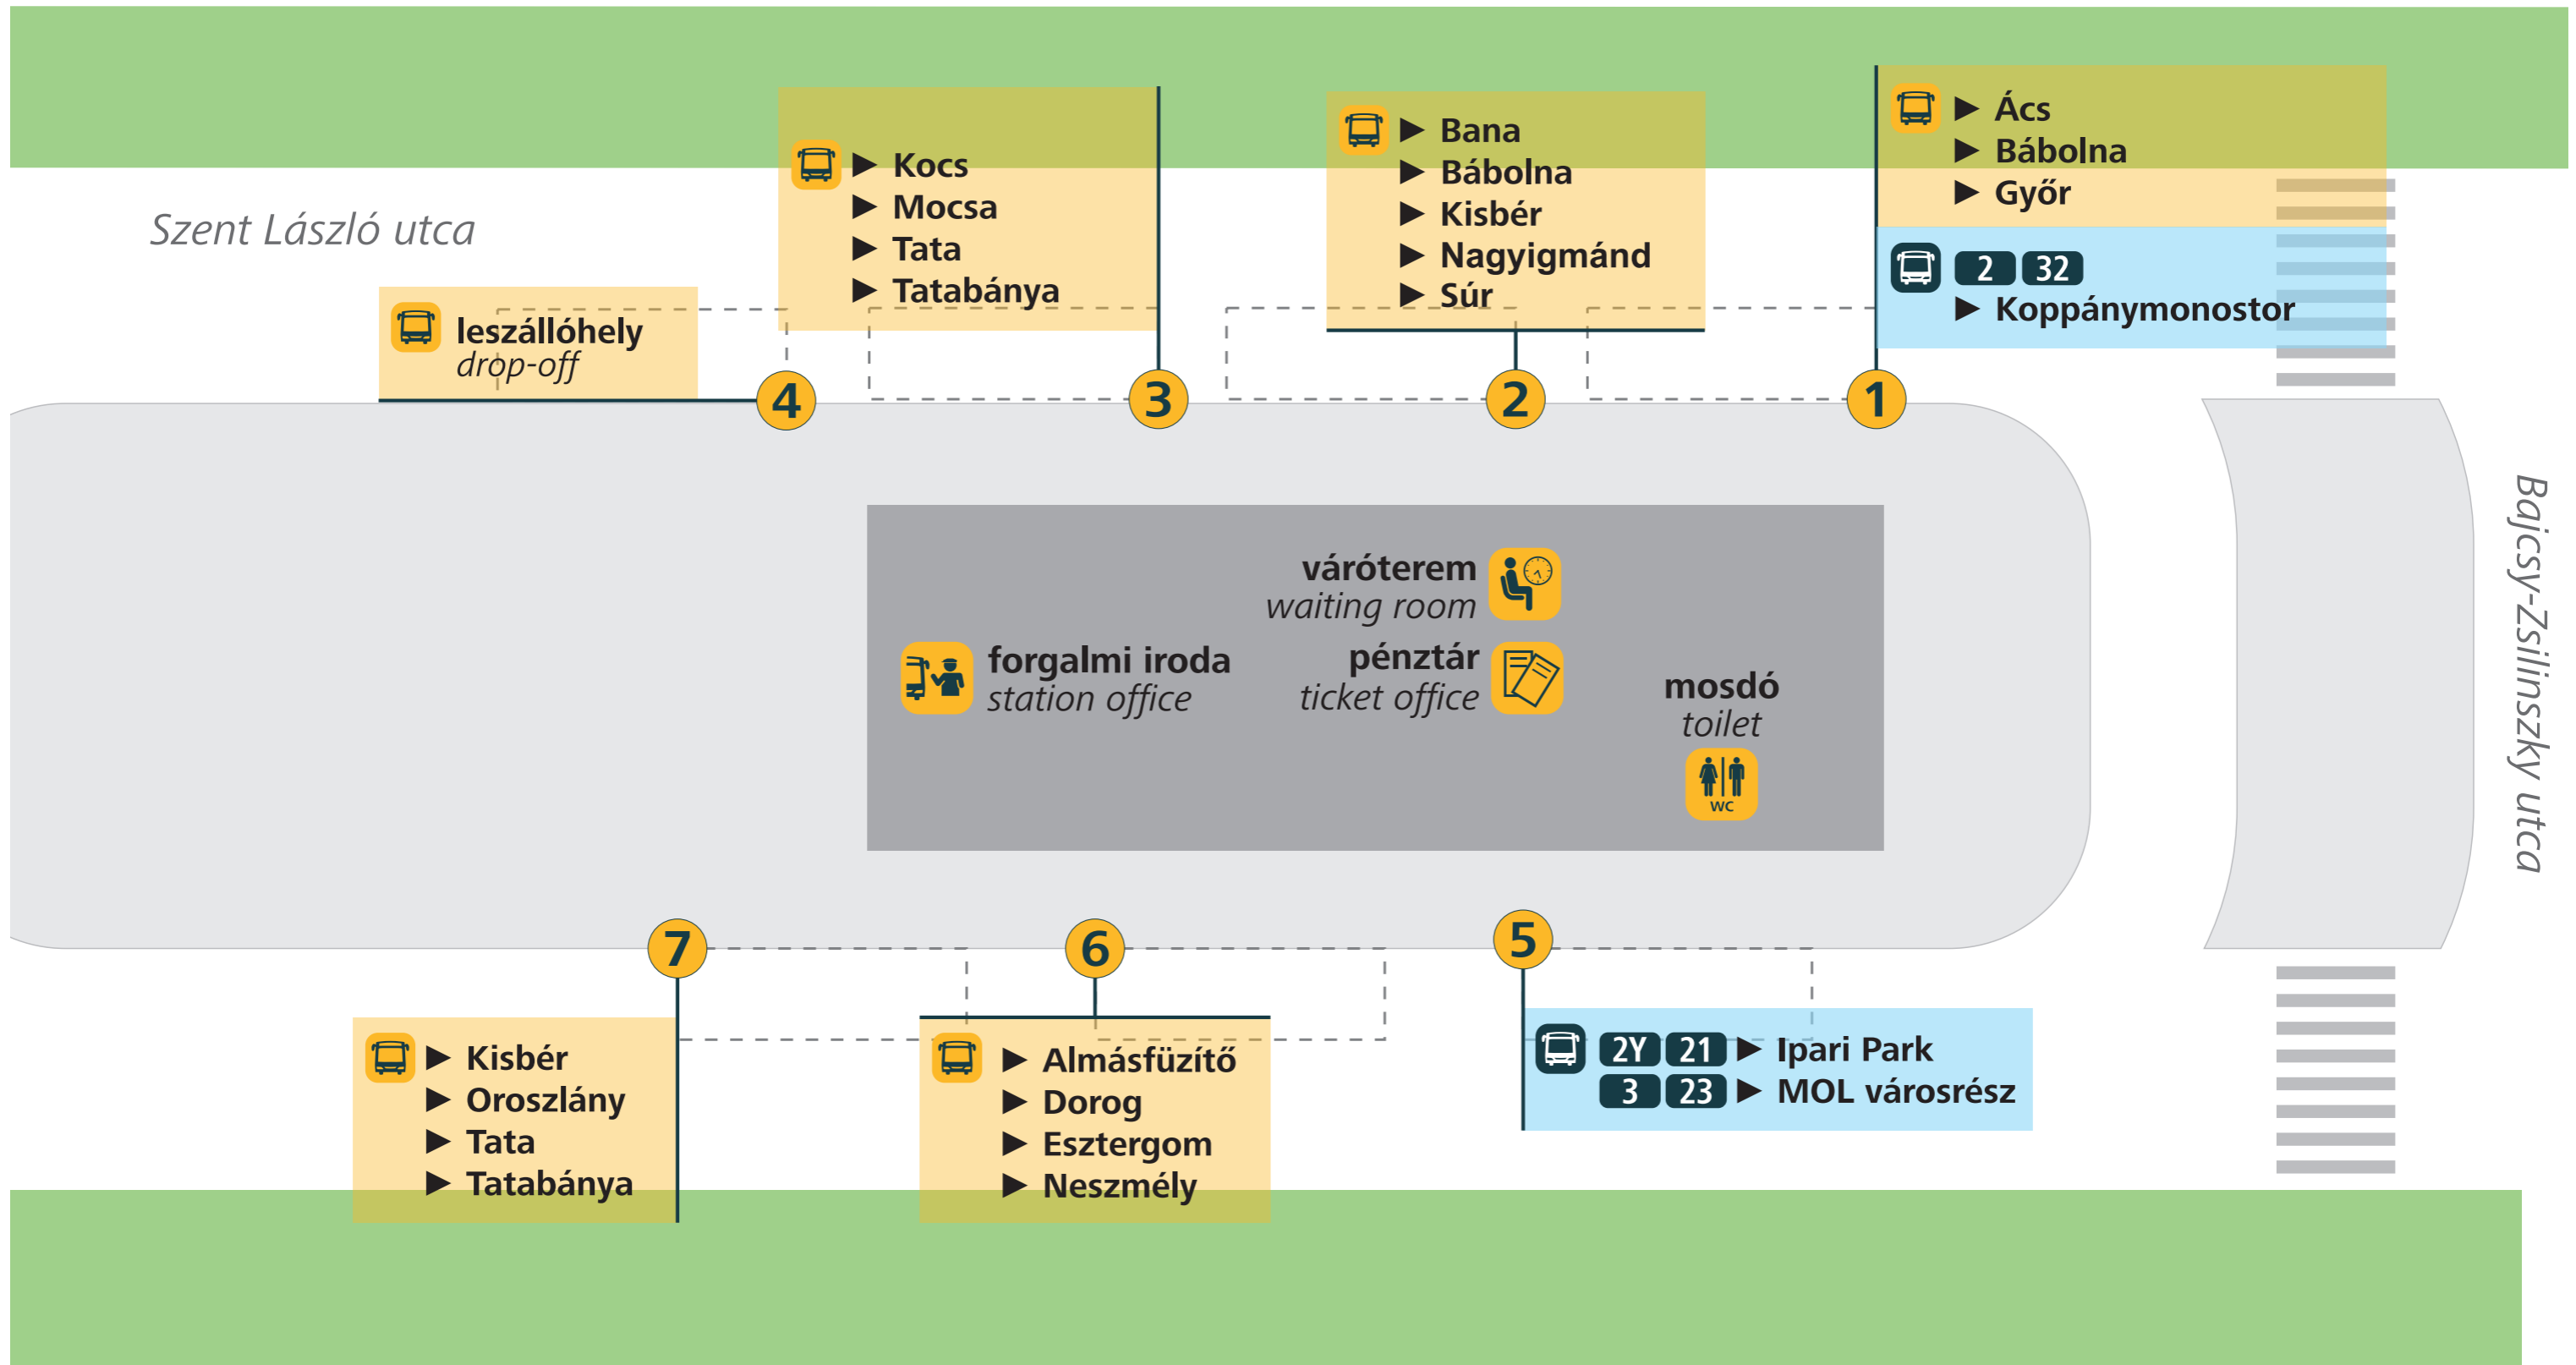 Szent László utca
leszállóhely
drop-off
4
Kocs
Mocsa
Tata
Tatabánya
3
Bana
Bábolna
Kisbér
Nagyigmánd
Súr
2
Ács
Bábolna
Győr
2 32
Koppánymonostor
1
váróterem
waiting room
forgalmi iroda
station office
pénztár
ticket office
mosdó
toilet
WC
Bajcsy-Zsilinszky utca
7
Kisbér
Oroszlány
Tata
Tatabánya
6
Almásfüzítő
Dorog
Esztergom
Neszmély
5
2Y 21 Ipari Park
3 23 MOL városrész